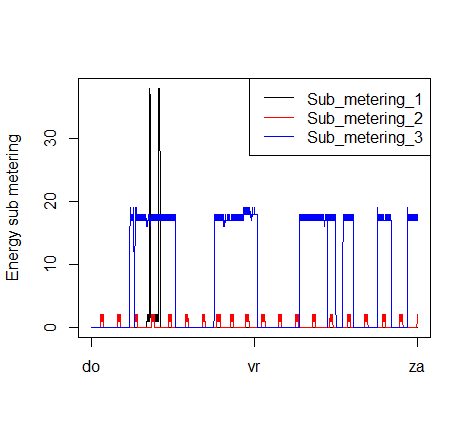 Sub_metering_1
Sub_metering_2
Sub_metering_3
Energy sub metering
30
20
10
0
do vr za